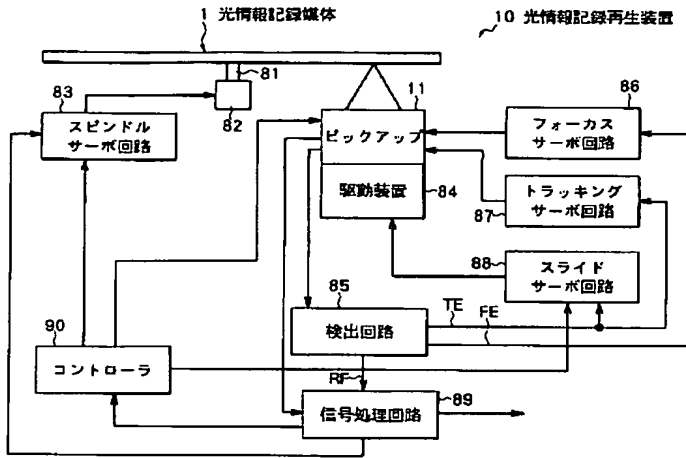 1 光情報記録媒体
10 光情報記録再生装置
81
83
82
スピンドル
サーボ回路
11
ピックアップ
駆動装置
84
86
フォーカス
サーボ回路
トラッキング
サーボ回路
87
88
スライド
サーボ回路
85
検出回路
TE
FE
90
コントローラ
RF
89
信号処理回路